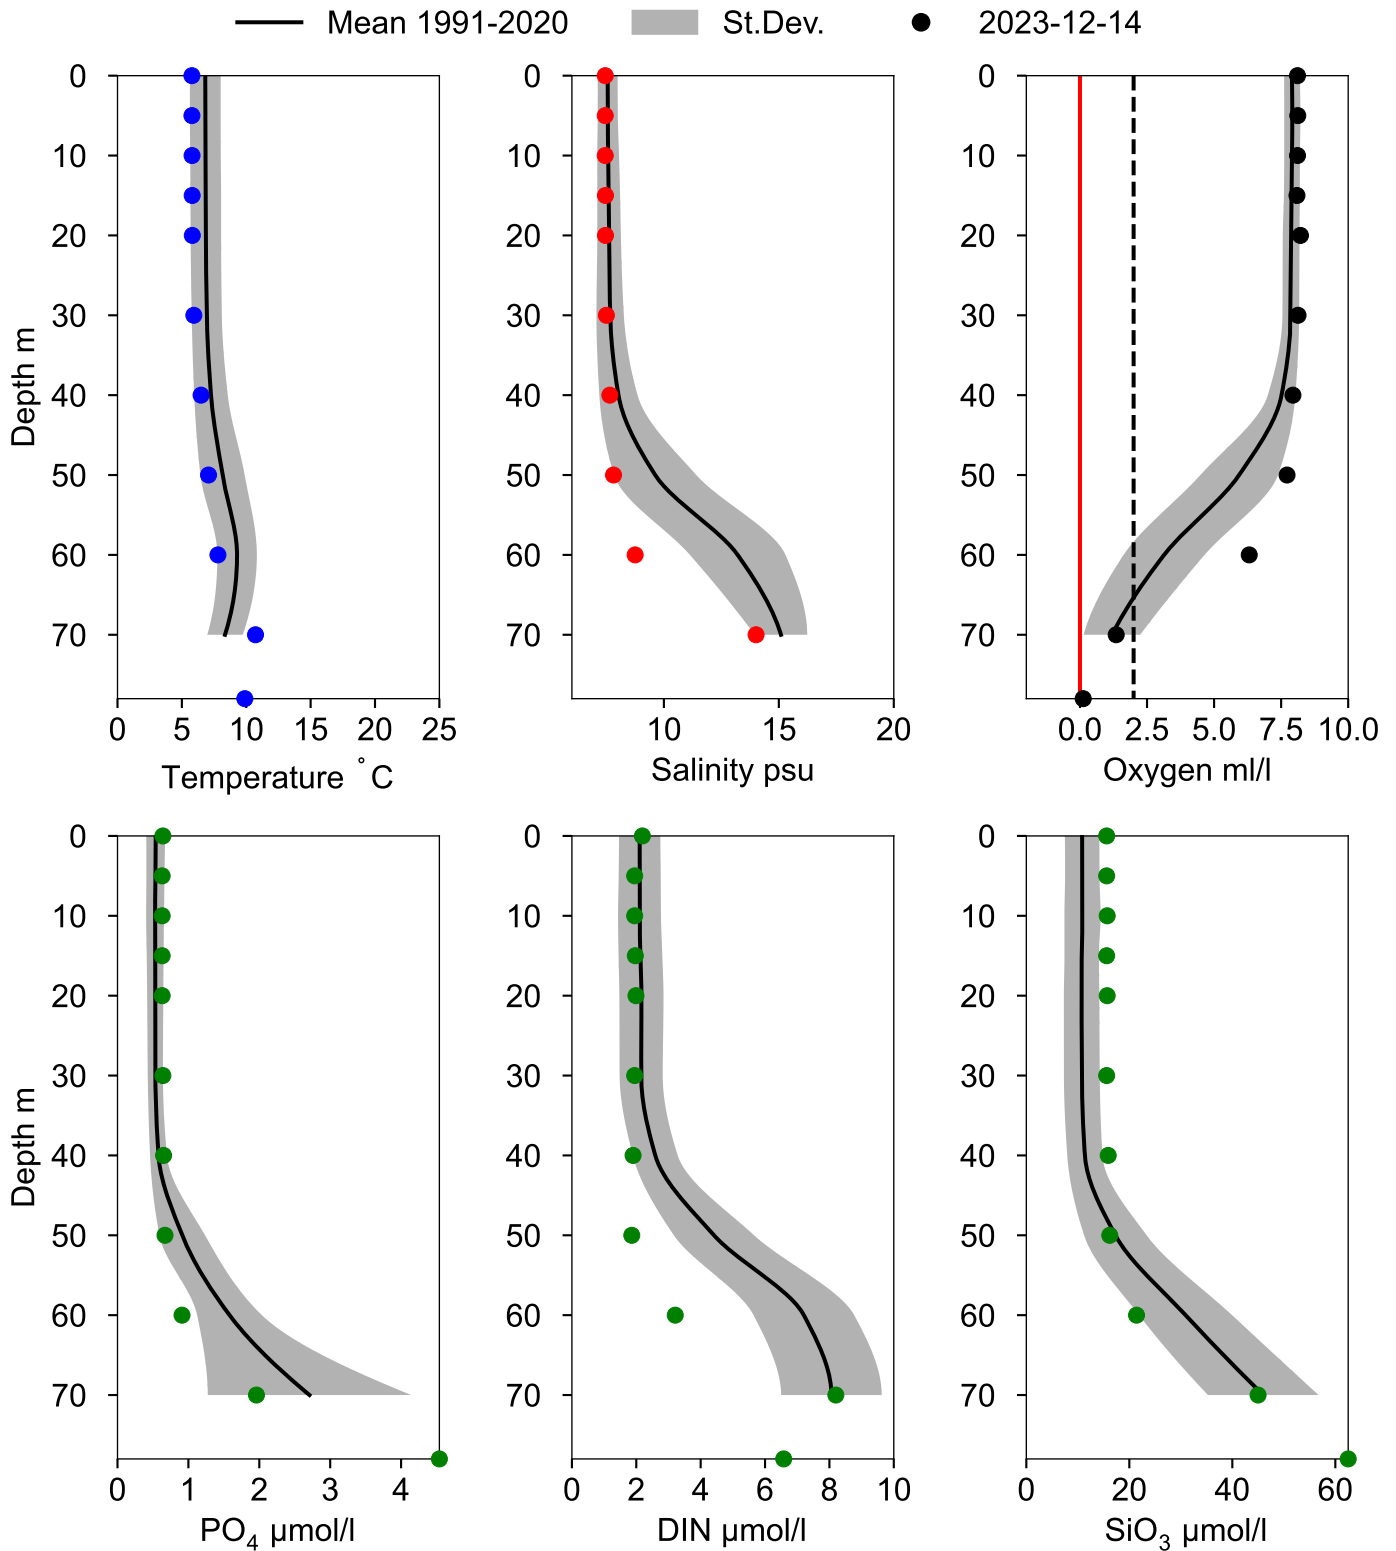 Mean 1991-2020 St.Dev. 2023-12-14
0 0 0
10 10 10
20 20 20
30 30 30
40 40 40
50 50 50
60 60 60
70 70 70
Depth m
0 5 10 15 20 25 10 15 20 0.0 2.5 5.0 7.5 10.0
Temperature °C Salinity psu Oxygen ml/l
0 0 0
10 10 10
20 20 20
30 30 30
40 40 40
50 50 50
60 60 60
70 70 70
Depth m
0 1 2 3 4 0 2 4 6 8 10 0 20 40 60
PO₄ µmol/l DIN µmol/l SiO₃ µmol/l